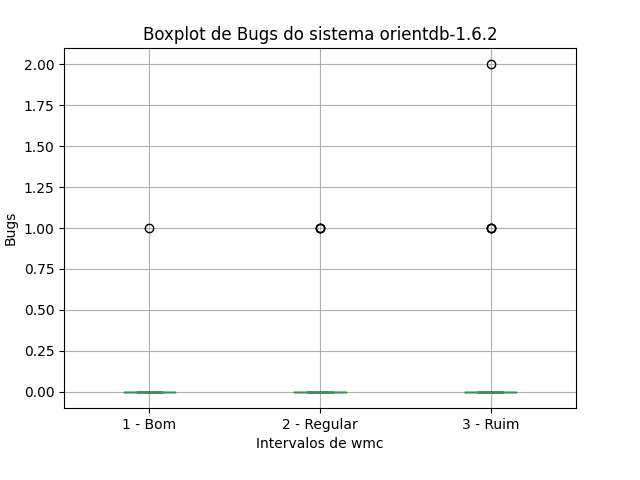 Boxplot de Bugs do sistema orientdb-1.6.2
2.00
1.75
1.50
1.25
1.00
0.75
0.50
0.25
0.00
Bugs
1 - Bom
2 - Regular
3 - Ruim
Intervalos de wmc